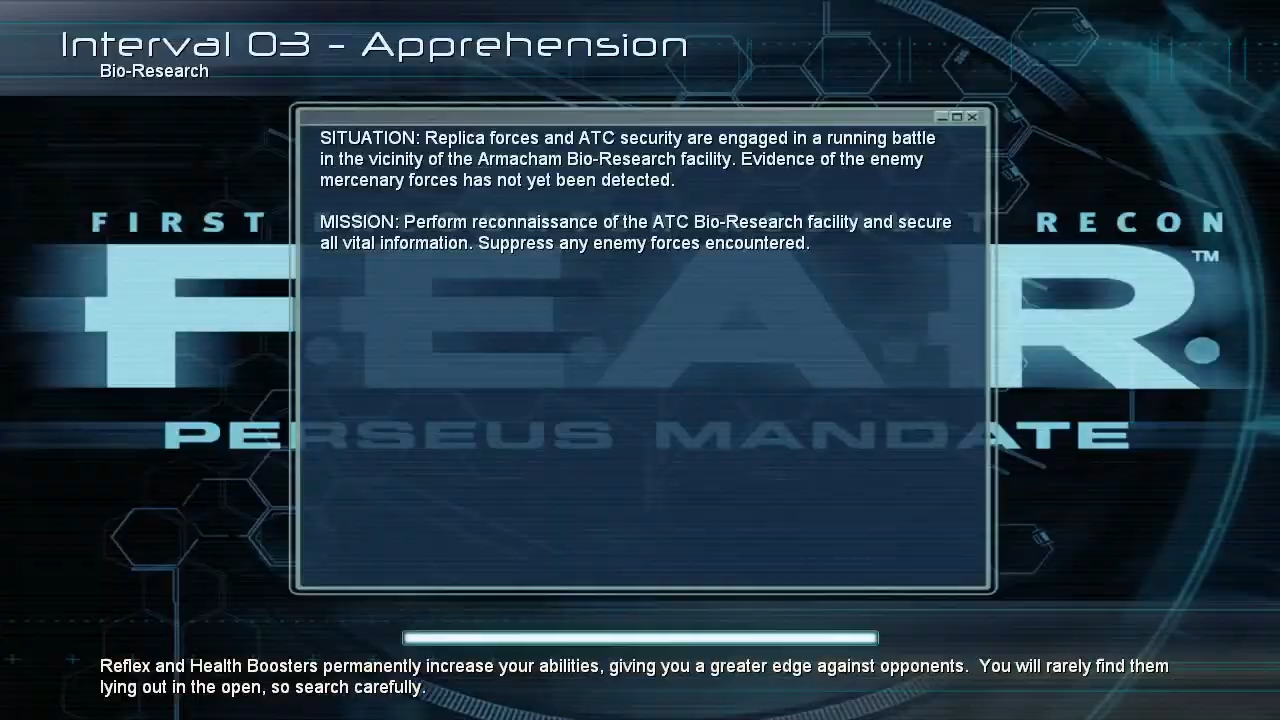 Interval 03 - Apprehension
Bio-Research
SITUATION: Replica forces and ATC security are engaged in a running battle
in the vicinity of the Armacham Bio-Research facility. Evidence of the enemy
mercenary forces has not yet been detected.
MISSION: Perform reconnaissance of the ATC Bio-Research facility and secure
all vital information. Suppress any enemy forces encountered.
FIRST T RECON
F.E.A.R.™
PERSEUS MANDATE
Reflex and Health Boosters permanently increase your abilities, giving you a greater edge against opponents. You will rarely find them
lying out in the open, so search carefully.